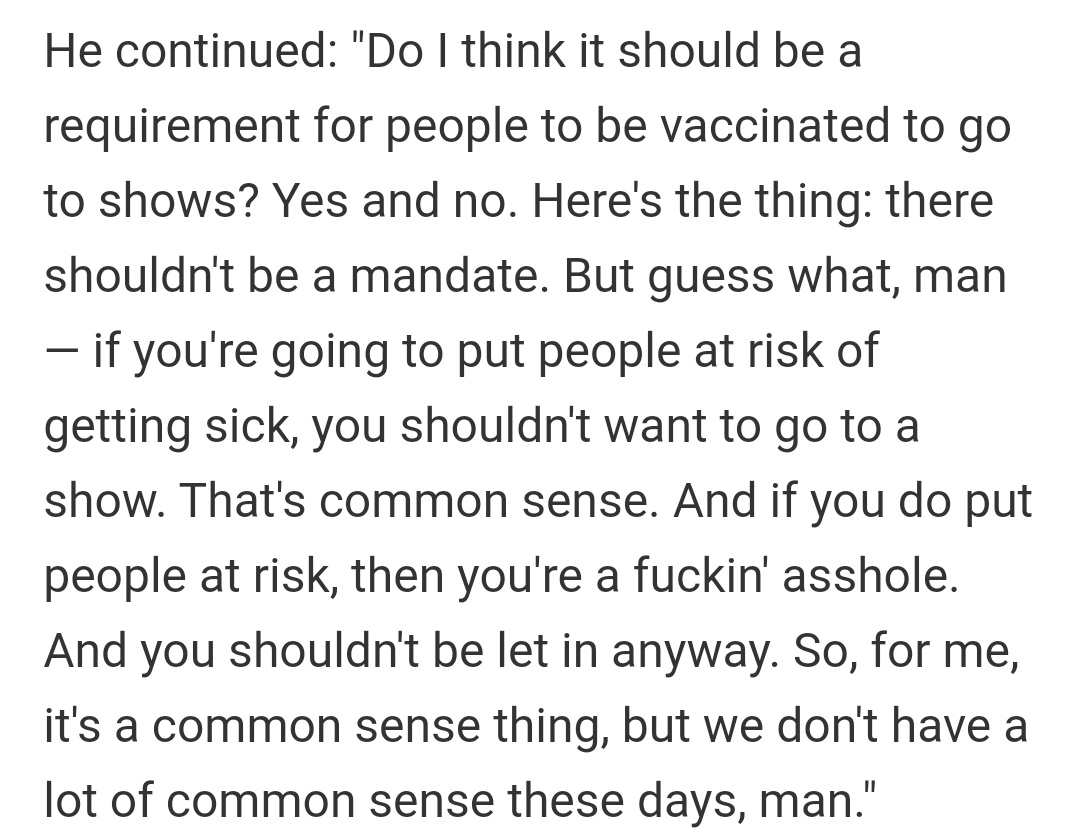 He continued: "Do I think it should be a
requirement for people to be vaccinated to go
to shows? Yes and no. Here's the thing: there
shouldn't be a mandate. But guess what, man
— if you're going to put people at risk of
getting sick, you shouldn't want to go to a
show. That's common sense. And if you do put
people at risk, then you're a fuckin' asshole.
And you shouldn't be let in anyway. So, for me,
it's a common sense thing, but we don't have a
lot of common sense these days, man."